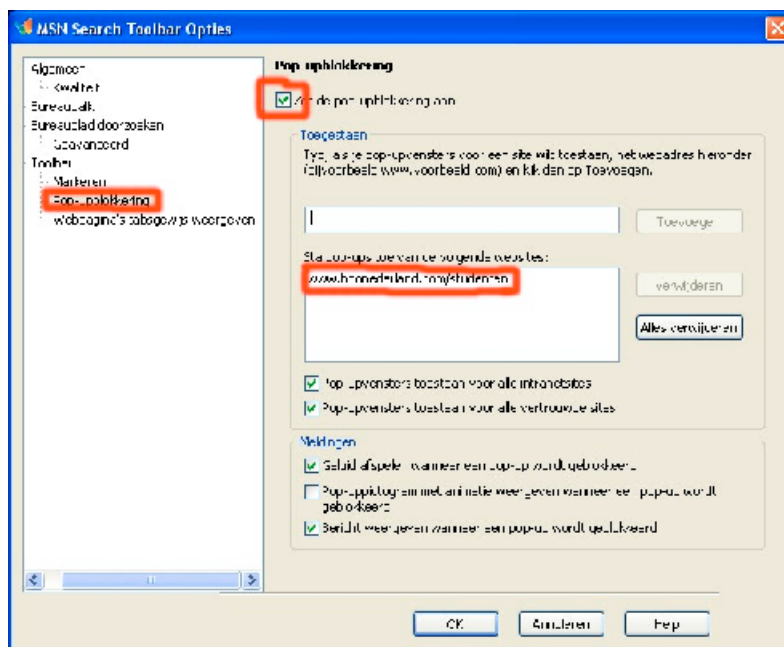 MSN Search Toolbar Opties
Algemeen
Kwaliteit
Bureaubalk
Bureaublad doorzoeken
Geavanceerd
Toolbar
Markeren
Pop-upblokkering
Webpagina's tabsgewijs weergeven
Pop-upblokkering
Zet de pop-upblokkering aan
Toegestaan
Typ, als je pop-upvensters voor een site wilt toestaan, het webadres hieronder
(bijvoorbeeld www.voorbeeld.com) en klik dan op Toevoegen.
Toevoegen
Sta pop-ups toe van de volgende websites:
verwijderen
Alles verwijderen
Pop-upvensters toestaan voor alle intranetsites
Pop-upvensters toestaan voor alle vertrouwde sites
Meldingen
Geluid afspelen wanneer een pop-up wordt geblokkeerd
Pop-uppictogram met animatie weergeven wanneer een pop-up wordt
geblokkeerd
Bericht weergeven wanneer een pop-up wordt geblokkeerd
OK
Annuleren
Help